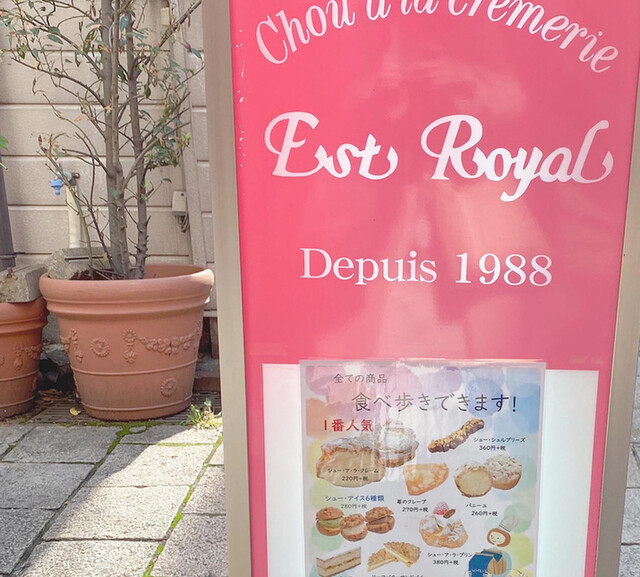 Chou à la Crèmerie
Est Royal
Depuis 1988
全ての商品
食べ歩きできます!
1番人気
シュー・シュルプリーズ
360円+税
シュー・ア・ラ・クレーム
220円+税
シュー・アイス6種類
280円+税
苺のクレープ
270円+税
パニーユ
260円+税
シュー・ア・ラ・プリン
380円+税